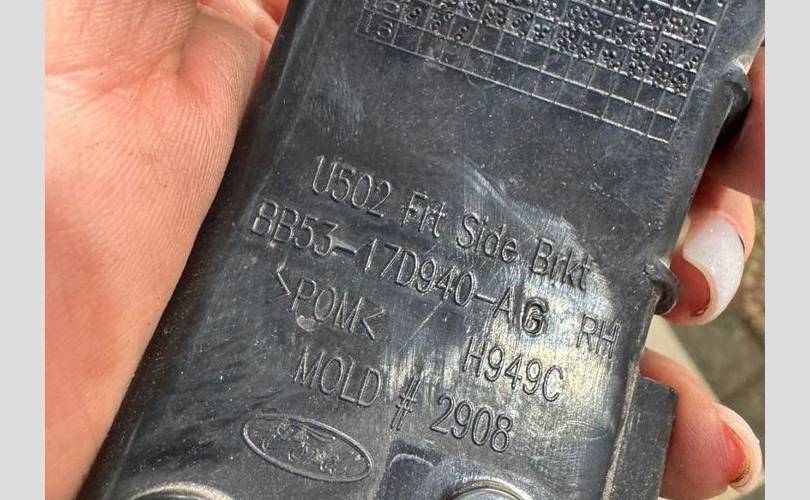 U502 Frt Side Brkt
BB53-17D940-AG RH
>POM< H949C
MOLD # 2908
Ford